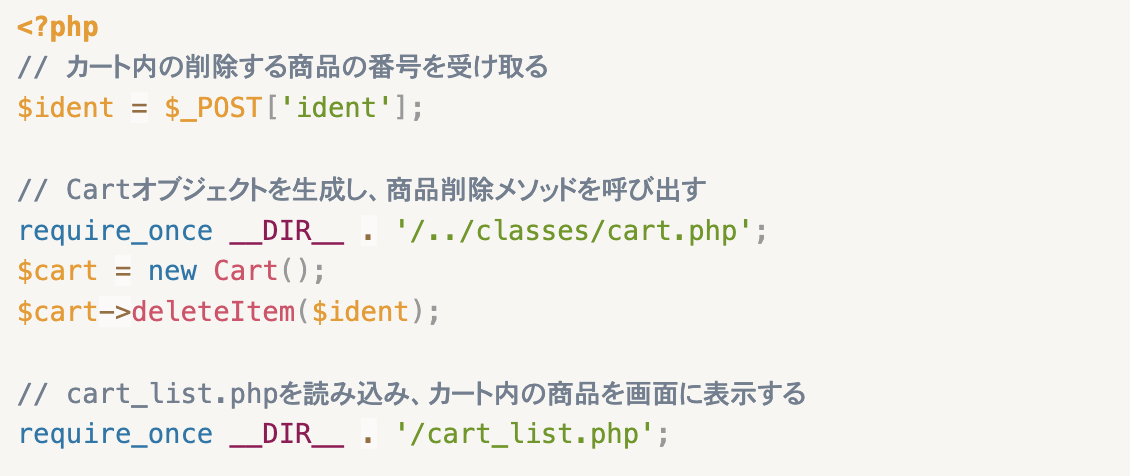 <?php
// カート内の削除する商品の番号を受け取る
$ident = $_POST['ident'];
// Cartオブジェクトを生成し、商品削除メソッドを呼び出す
require_once __DIR__ . '/../classes/cart.php';
$cart = new Cart();
$cart->deleteItem($ident);
// cart_list.phpを読み込み、カート内の商品を画面に表示する
require_once __DIR__ . '/cart_list.php';